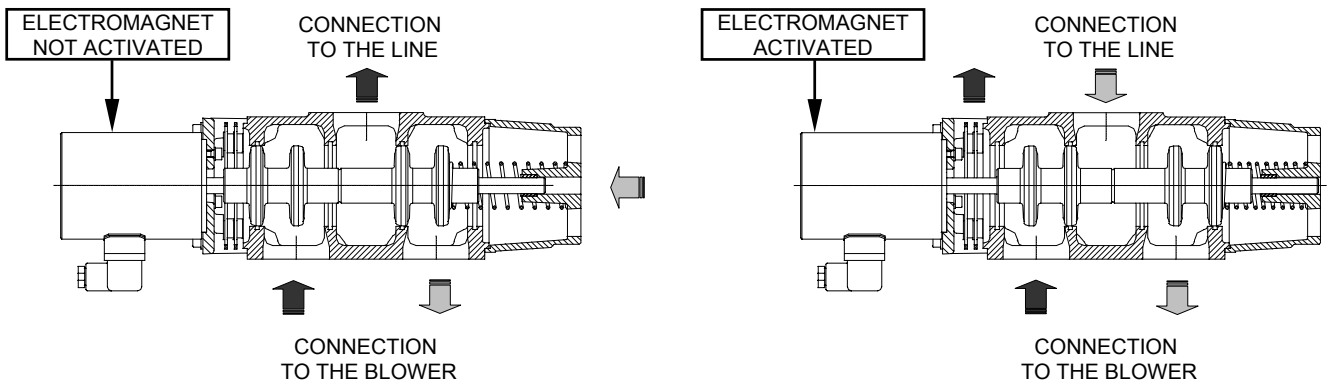 ELECTROMAGNET
NOT ACTIVATED
CONNECTION
TO THE LINE
CONNECTION
TO THE BLOWER
ELECTROMAGNET
ACTIVATED
CONNECTION
TO THE LINE
CONNECTION
TO THE BLOWER